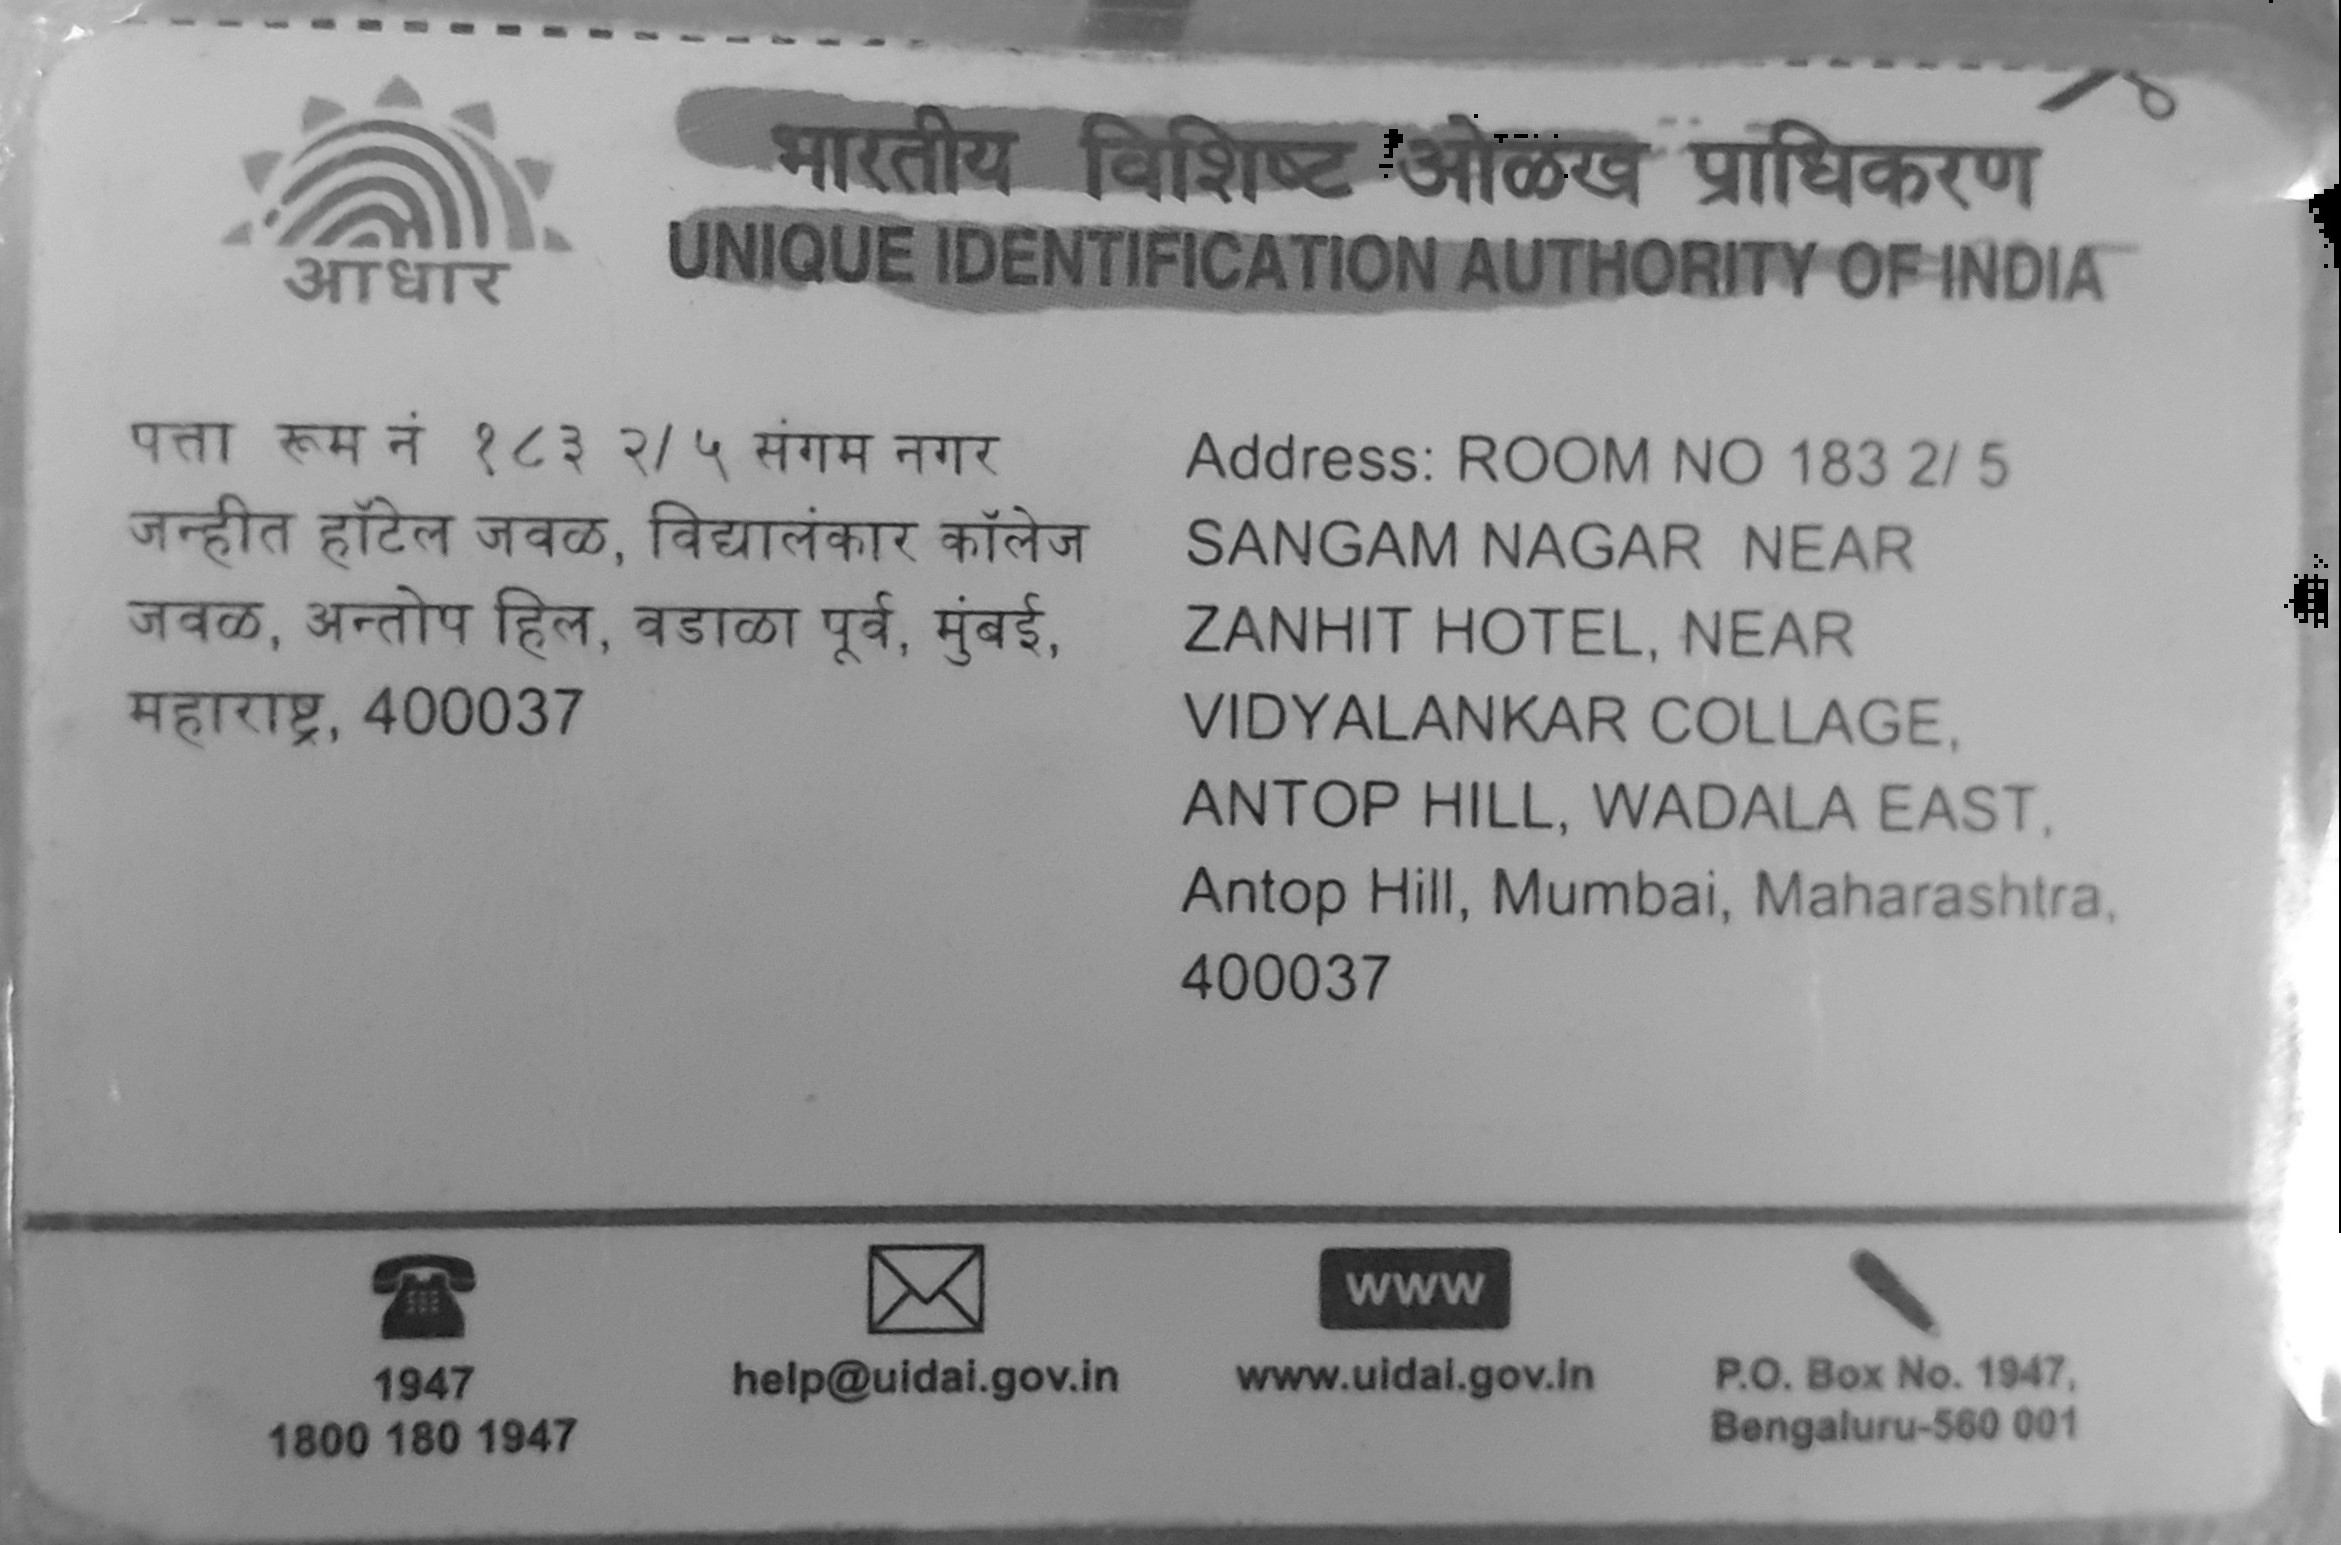 भारतीय विशिष्ट ओळख प्राधिकरण
UNIQUE IDENTIFICATION AUTHORITY OF INDIA
आधार
पत्ता रूम नं १८३ २/ ५ संगम नगर
जन्हीत हॉटेल जवळ, विद्यालंकार कॉलेज
जवळ, अन्तोप हिल, वडाळा पूर्व, मुंबई,
महाराष्ट्र, 400037
Address: ROOM NO 183 2/ 5
SANGAM NAGAR NEAR
ZANHIT HOTEL, NEAR
VIDYALANKAR COLLAGE,
ANTOP HILL, WADALA EAST,
Antop Hill, Mumbai, Maharashtra,
400037
1947
1800 180 1947
help@uidai.gov.in
www
www.uidai.gov.in
P.O. Box No. 1947,
Bengaluru-560 001